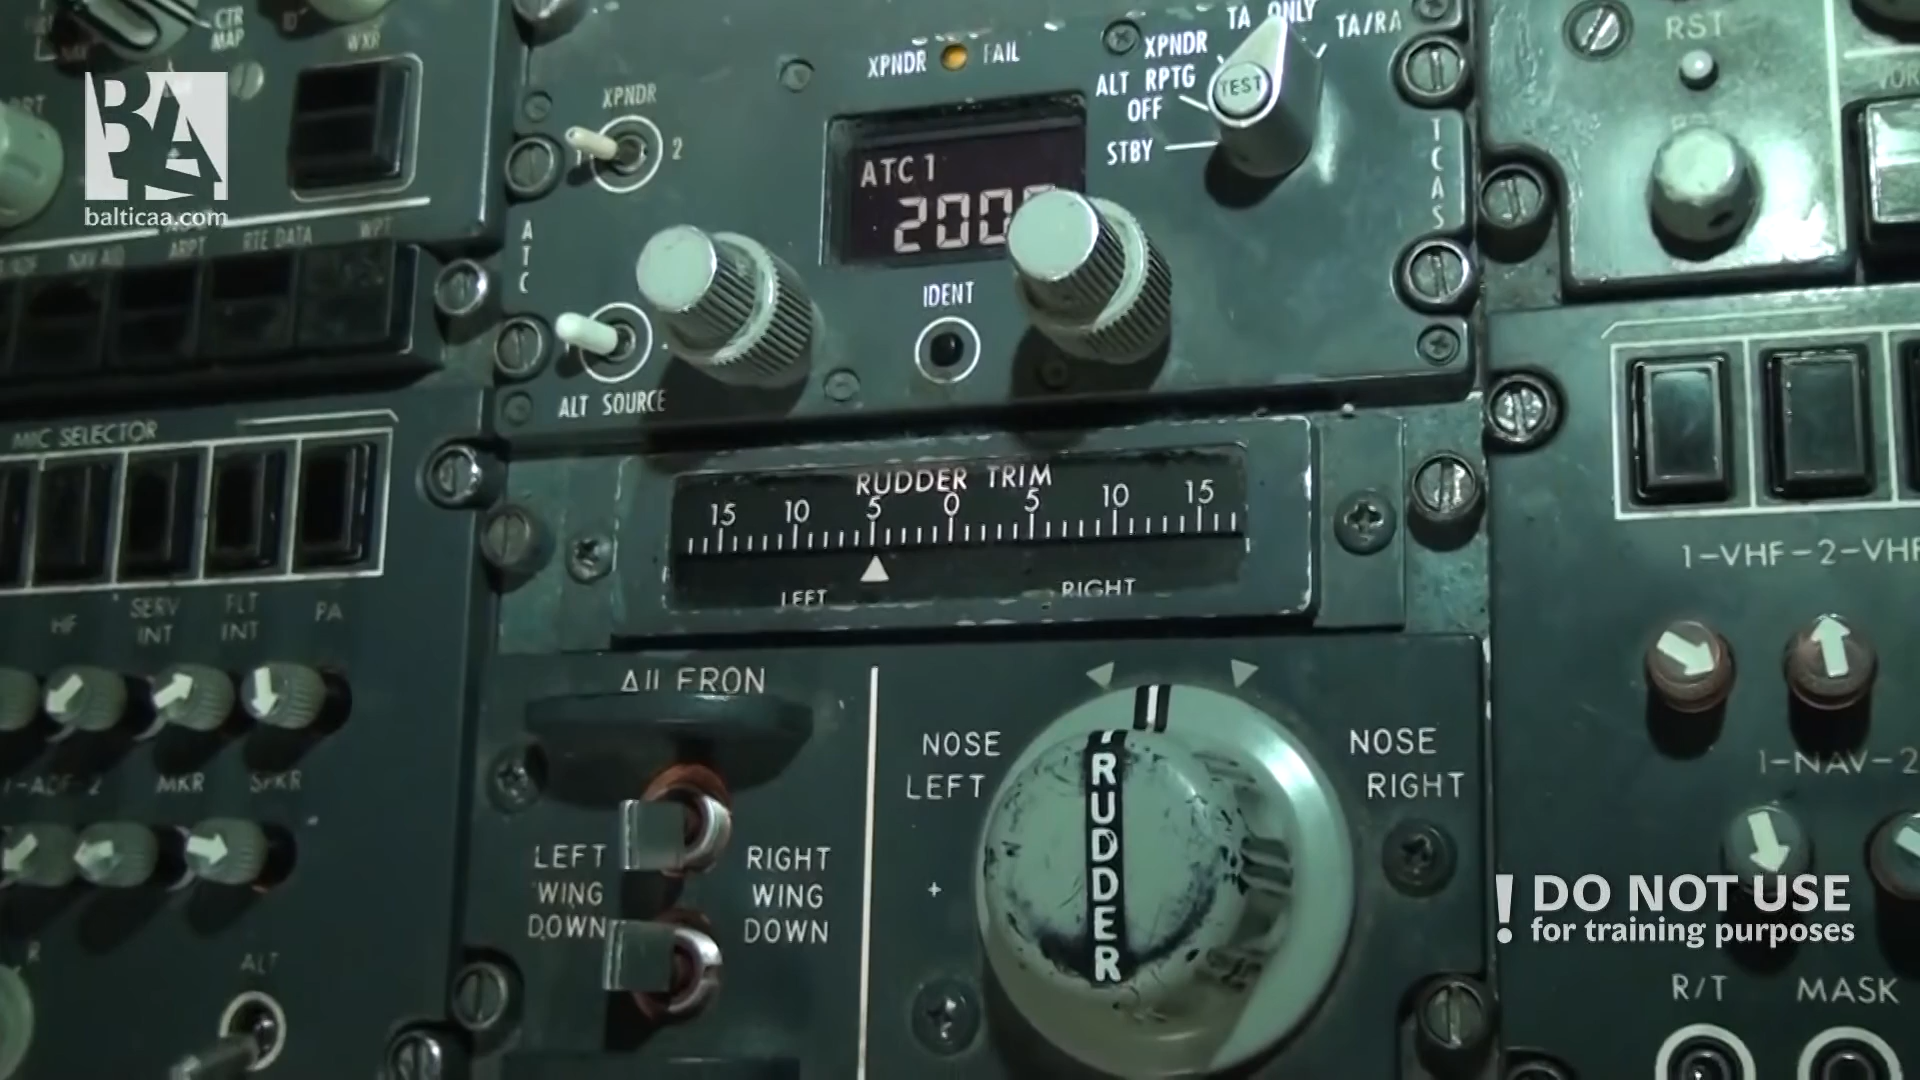 CTR
MAP
WXR
BAA
balticaa.com
ARPT
RTE DATA
WPT
XPNDR
1
2
ATC
ALT SOURCE
XPNDR FAIL
ATC 1
200
IDENT
TA ONLY
TA/RA
XPNDR
ALT RPTG
OFF
TEST
STBY
TCAS
RST
MIC SELECTOR
HF
SERV
INT
FLT
INT
PA
MKR
SPKR
ALT
RUDDER TRIM
15 10 5 0 5 10 15
LEFT
RIGHT
AILERON
LEFT
WING
DOWN
RIGHT
WING
DOWN
NOSE
LEFT
NOSE
RIGHT
RUDDER
1-VHF-2-VHF
1-NAV-2
! DO NOT USE
for training purposes
R/T
MASK